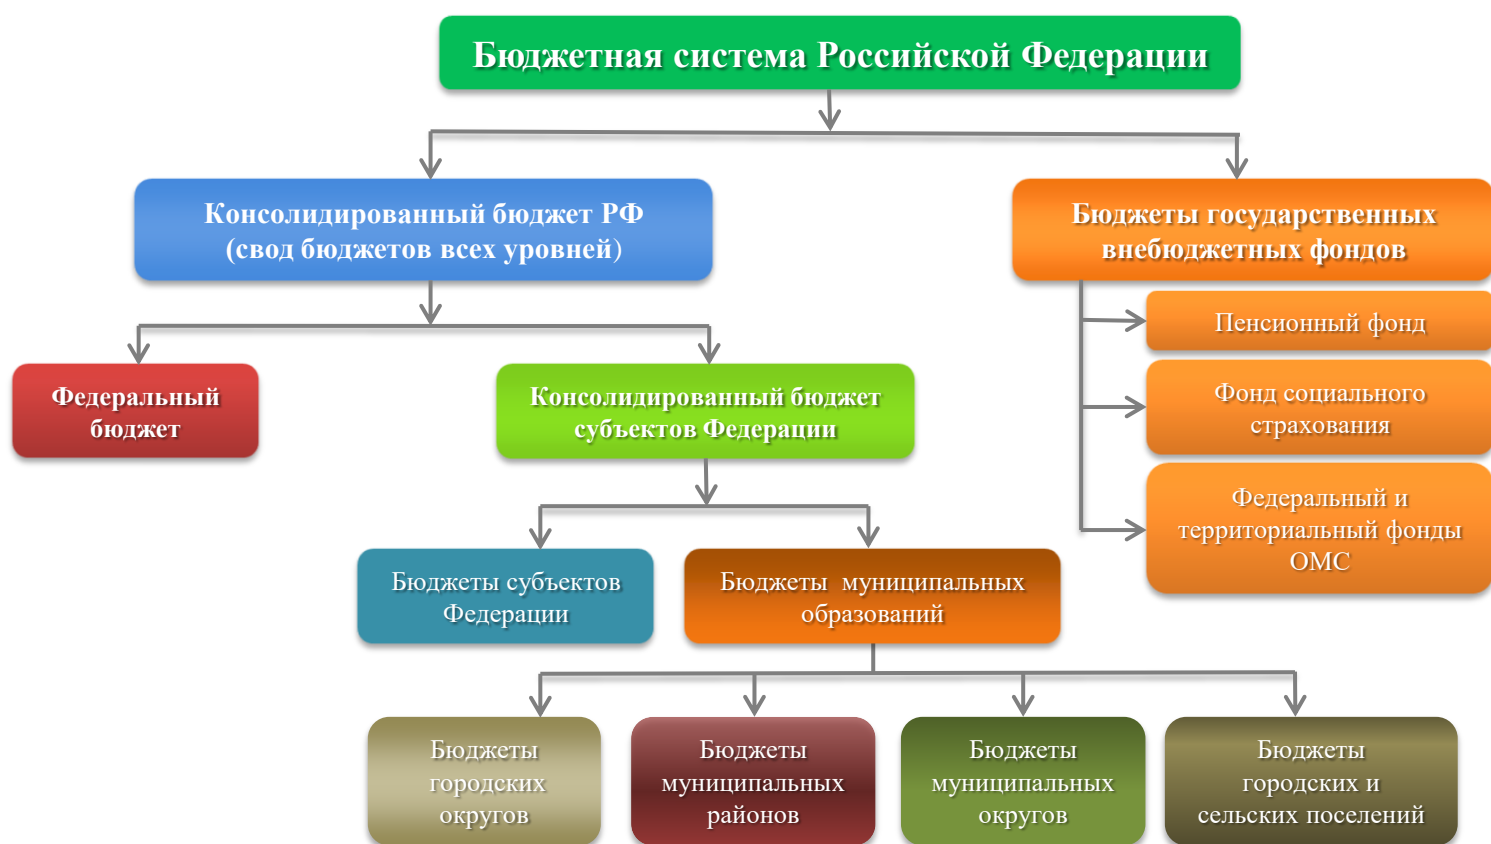 Бюджетная система Российской Федерации
Консолидированный бюджет РФ
(свод бюджетов всех уровней)
Бюджеты государственных
внебюджетных фондов
Пенсионный фонд
Фонд социального
страхования
Федеральный и
территориальный фонды
ОМС
Федеральный
бюджет
Консолидированный бюджет
субъектов Федерации
Бюджеты субъектов
Федерации
Бюджеты муниципальных
образований
Бюджеты
городских
округов
Бюджеты
муниципальных
районов
Бюджеты
муниципальных
округов
Бюджеты
городских и
сельских поселений